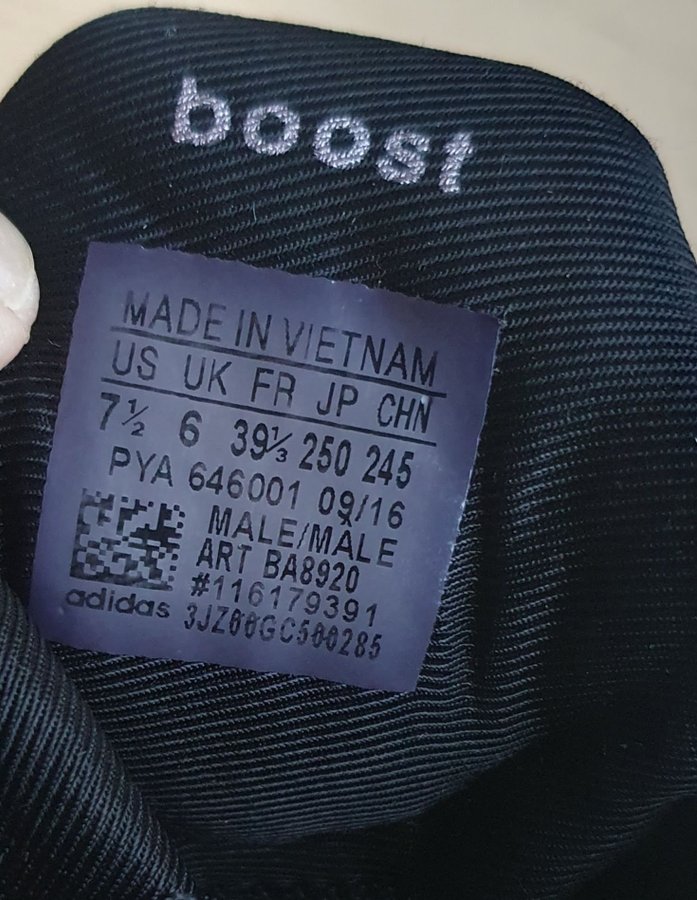 boost
MADE IN VIETNAM
US UK FR JP CHN
7½ 6 39⅓ 250 245
PYA 646001 09/16
MALE/MÂLE
ART BA8920
#116179391
adidas 3JZ00GC500285